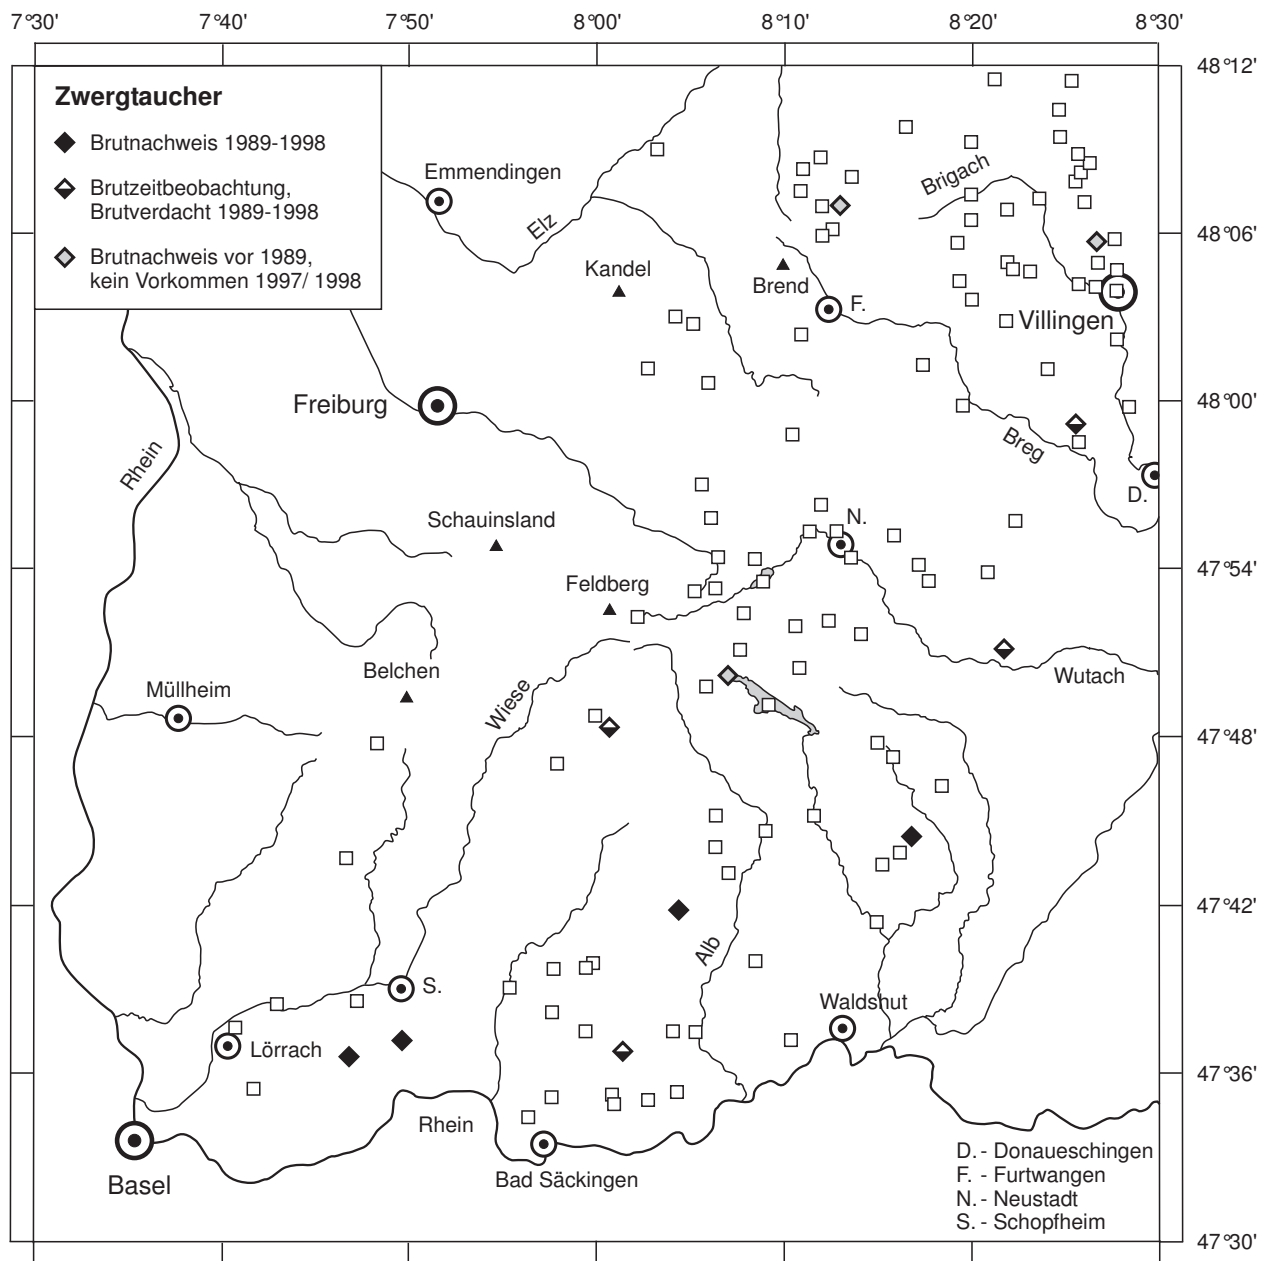 7°30' 7°40' 7°50' 8°00' 8°10' 8°20' 8°30'
48°12'
48°06'
48°00'
47°54'
47°48'
47°42'
47°36'
47°30'
Zwergtaucher
Brutnachweis 1989-1998
Brutzeitbeobachtung,
Brutverdacht 1989-1998
Brutnachweis vor 1989,
kein Vorkommen 1997/ 1998
Emmendingen
Elz
Kandel
Brend
F.
Brigach
Villingen
Freiburg
Rhein
Breg
D.
Schauinsland
N.
Feldberg
Belchen
Müllheim
Wiese
Wutach
Alb
S.
Lörrach
Waldshut
Rhein
Basel
Bad Säckingen
D. - Donaueschingen
F. - Furtwangen
N. - Neustadt
S. - Schopfheim